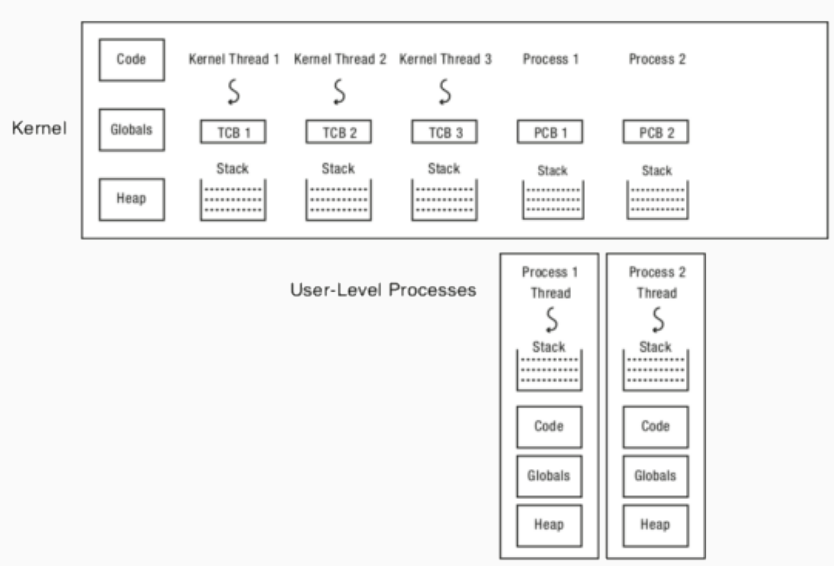 Code
Kernel Thread 1 Kernel Thread 2 Kernel Thread 3 Process 1 Process 2
Kernel
Globals
TCB 1 TCB 2 TCB 3 PCB 1 PCB 2
Stack Stack Stack Stack Stack
Heap
User-Level Processes
Process 1 Process 2
Thread Thread
Stack Stack
Code Code
Globals Globals
Heap Heap